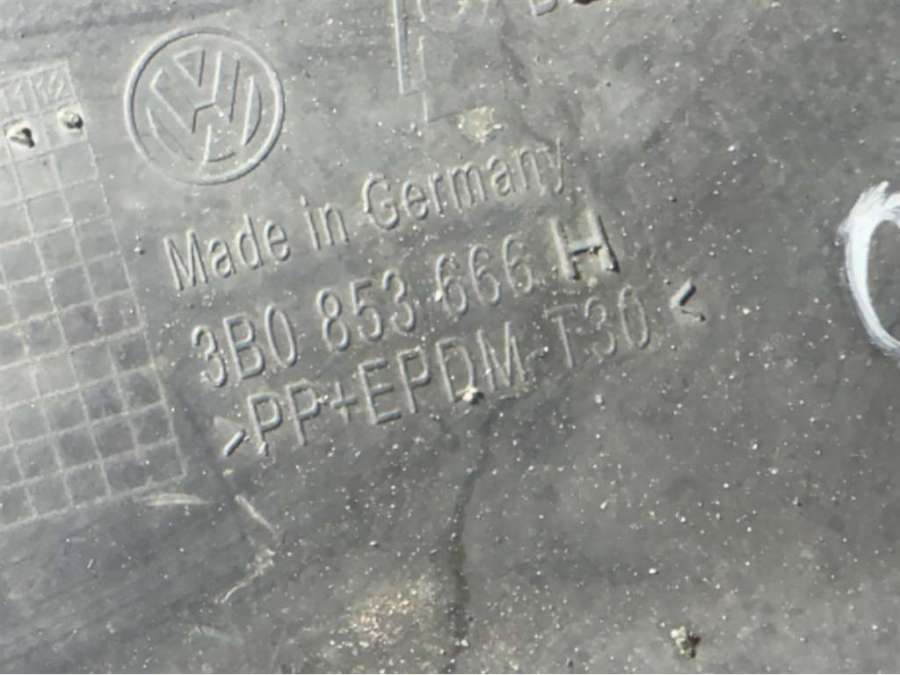 Made in Germany
3B0 853 666 H
>PP+EPDM-T30<